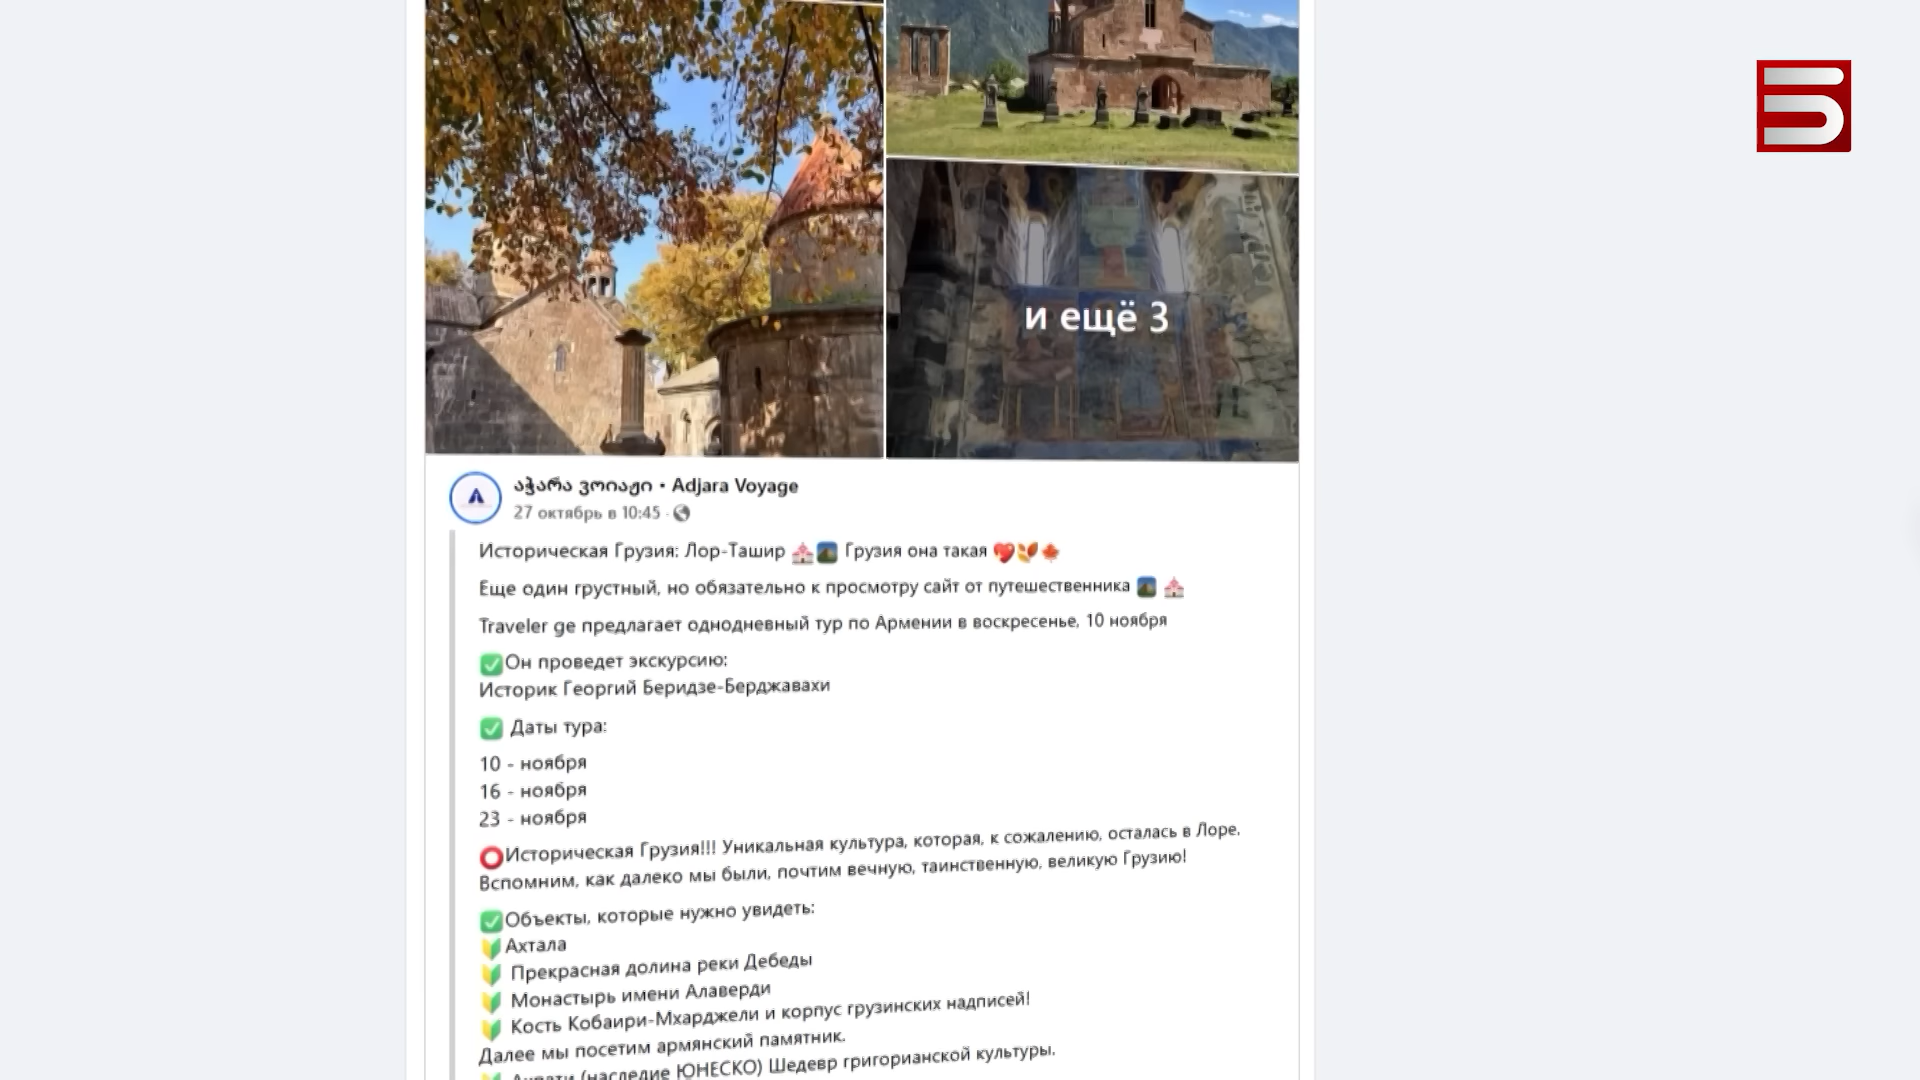 и ещё 3
აჭარა ვოიაჟი • Adjara Voyage
27 октябрь в 10:45
Историческая Грузия: Лор-Ташир Грузия она такая
Еще один грустный, но обязательно к просмотру сайт от путешественника
Traveler ge предлагает однодневный тур по Армении в воскресенье, 10 ноября
Он проведет экскурсию:
Историк Георгий Беридзе-Берджавахи
Даты тура:
10 - ноября
16 - ноября
23 - ноября
Историческая Грузия!!! Уникальная культура, которая, к сожалению, осталась в Лоре.
Вспомним, как далеко мы были, почтим вечную, таинственную, великую Грузию!
Объекты, которые нужно увидеть:
Ахтала
Прекрасная долина реки Дебеды
Монастырь имени Алаверди
Кость Кобаири-Мхарджели и корпус грузинских надписей!
Далее мы посетим армянский памятник.
(наследие ЮНЕСКО) Шедевр григорианской культуры.